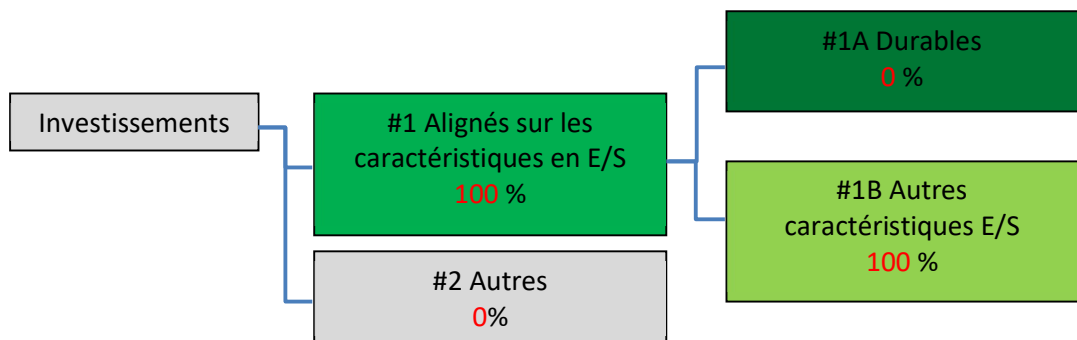 Investissements
#1 Alignés sur les
caractéristiques en E/S
100 %
#2 Autres
0%
#1A Durables
0 %
#1B Autres
caractéristiques E/S
100 %